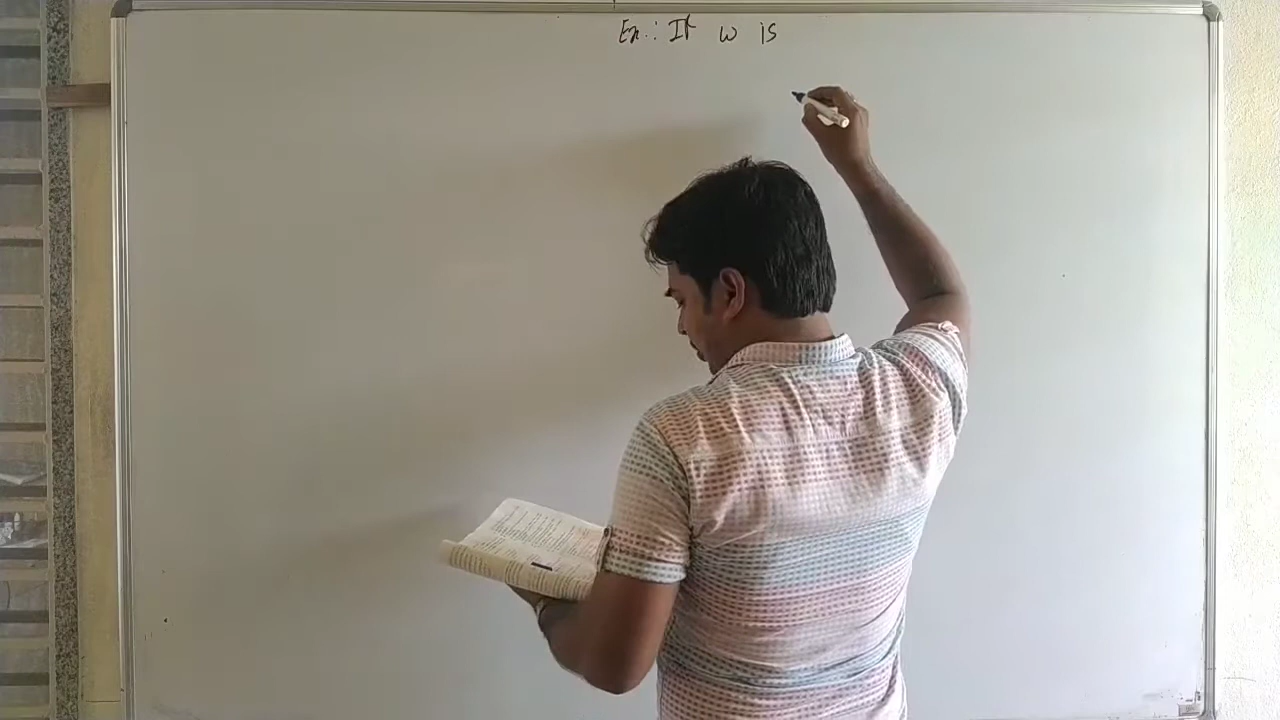 Ex.: If ω is